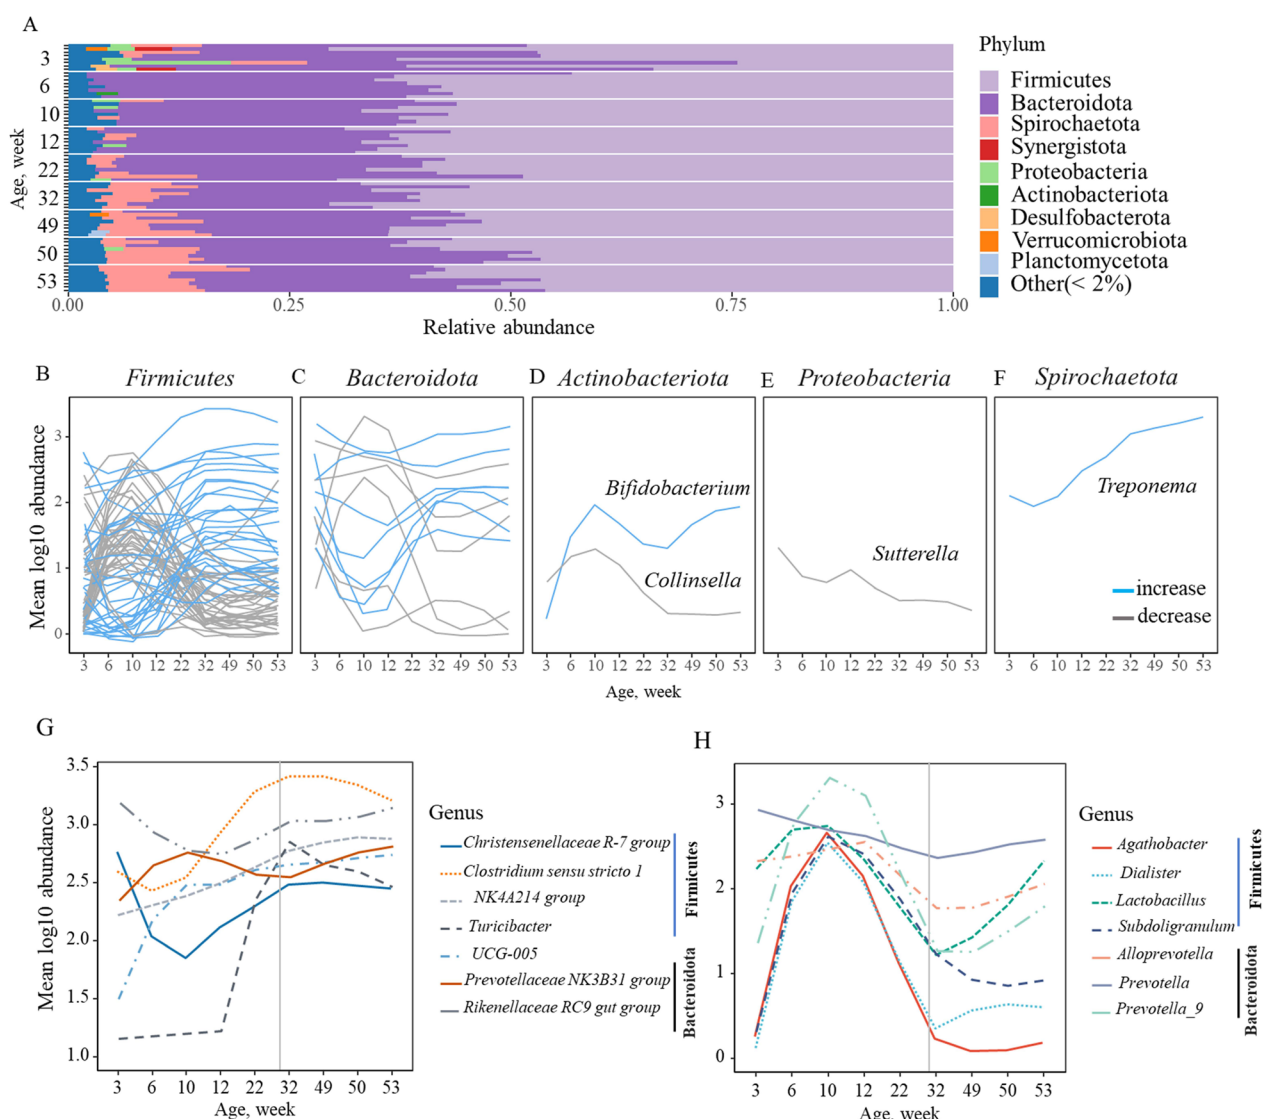 A
Age, week
3
6
10
12
22
32
49
50
53
0.00 0.25 0.50 0.75 1.00
Relative abundance
Phylum
Firmicutes
Bacteroidota
Spirochaetota
Synergistota
Proteobacteria
Actinobacteriota
Desulfobacterota
Verrucomicrobiota
Planctomycetota
Other(< 2%)
B Firmicutes C Bacteroidota D Actinobacteriota E Proteobacteria F Spirochaetota
Mean log10 abundance
3
2
1
0
Bifidobacterium
Collinsella
Sutterella
Treponema
increase
decrease
3 6 10 12 22 32 49 50 53 3 6 10 12 22 32 49 50 53 3 6 10 12 22 32 49 50 53 3 6 10 12 22 32 49 50 53 3 6 10 12 22 32 49 50 53
Age, week
G
Mean log10 abundance
3.5
3.0
2.5
2.0
1.5
1.0
3 6 10 12 22 32 49 50 53
Age, week
Genus
Christensenellaceae R-7 group
Clostridium sensu stricto 1
NK4A214 group
Turicibacter
UCG-005
Prevotellaceae NK3B31 group
Rikenellaceae RC9 gut group
Firmicutes
Bacteroidota
H
3
2
1
0
3 6 10 12 22 32 49 50 53
Age, week
Genus
Agathobacter
Dialister
Lactobacillus
Subdoligranulum
Alloprevotella
Prevotella
Prevotella_9
Firmicutes
Bacteroidota